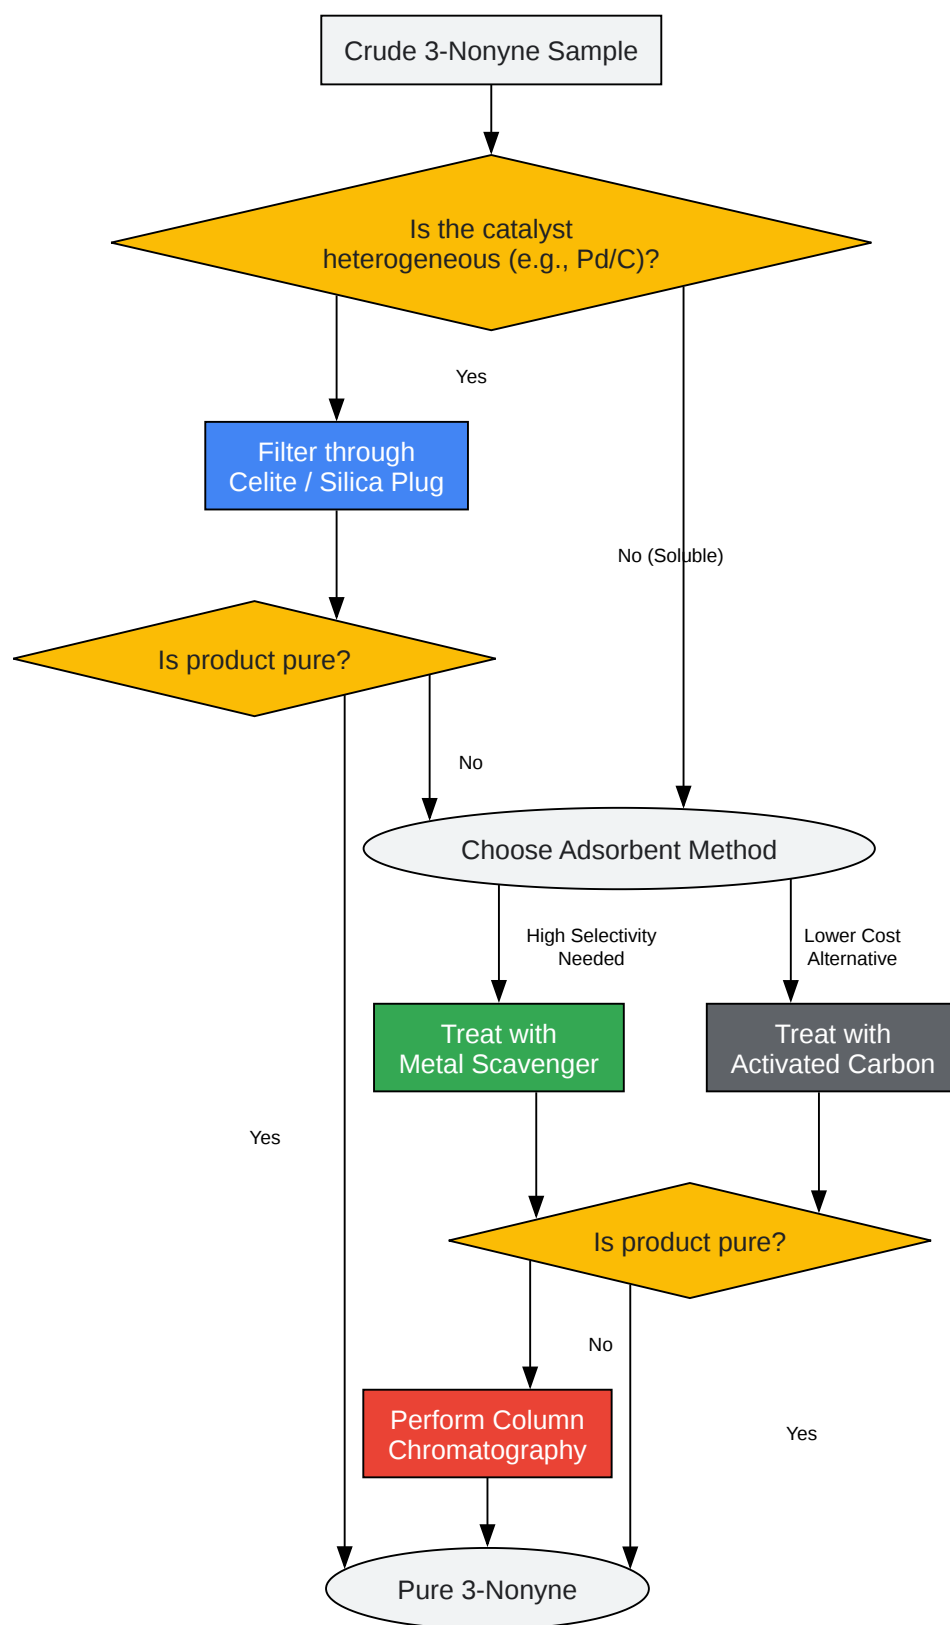 Crude 3-Nonyne Sample
Is the catalyst
heterogeneous (e.g., Pd/C)?
Yes
Filter through
Celite / Silica Plug
No (Soluble)
Is product pure?
No
Choose Adsorbent Method
High Selectivity
Needed
Lower Cost
Alternative
Treat with
Metal Scavenger
Treat with
Activated Carbon
Yes
Is product pure?
No
Perform Column
Chromatography
Yes
Pure 3-Nonyne